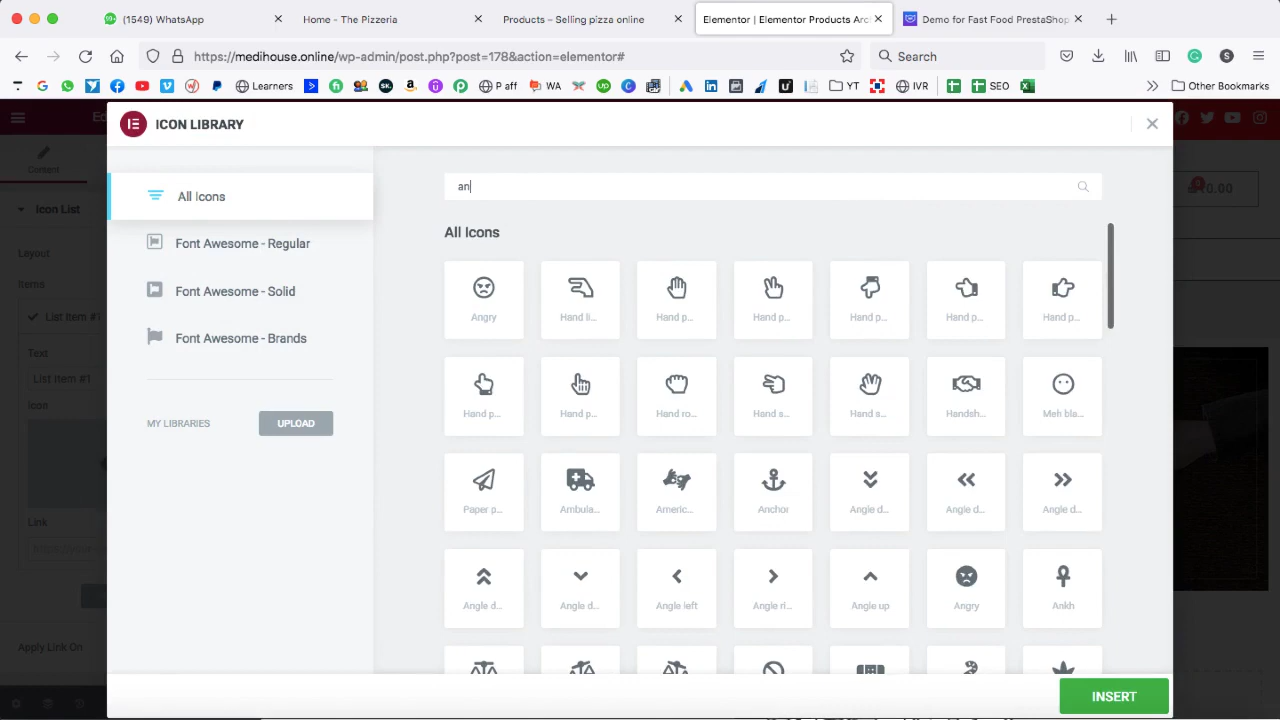 (1549) WhatsApp
Home - The Pizzeria
Products – Selling pizza online
Elementor | Elementor Products Arc
Demo for Fast Food PrestaShop
https://medihouse.online/wp-admin/post.php?post=178&action=elementor#
Search
Learners
P aff
WA
YT
IVR
SEO
Other Bookmarks
ICON LIBRARY
Content
Icon List
Layout
Items
List Item #1
Text
List Item #1
Icon
Link
Apply Link On
0.00
All Icons
Font Awesome - Regular
Font Awesome - Solid
Font Awesome - Brands
MY LIBRARIES
UPLOAD
an
All Icons
Angry
Hand li...
Hand p...
Hand p...
Hand p...
Hand p...
Hand p...
Hand p...
Hand p...
Hand ro...
Hand s...
Hand s...
Handsh...
Meh bla...
Paper p...
Ambula...
Americ...
Anchor
Angle d...
Angle d...
Angle d...
Angle d...
Angle d...
Angle left
Angle ri...
Angle up
Angry
Ankh
INSERT